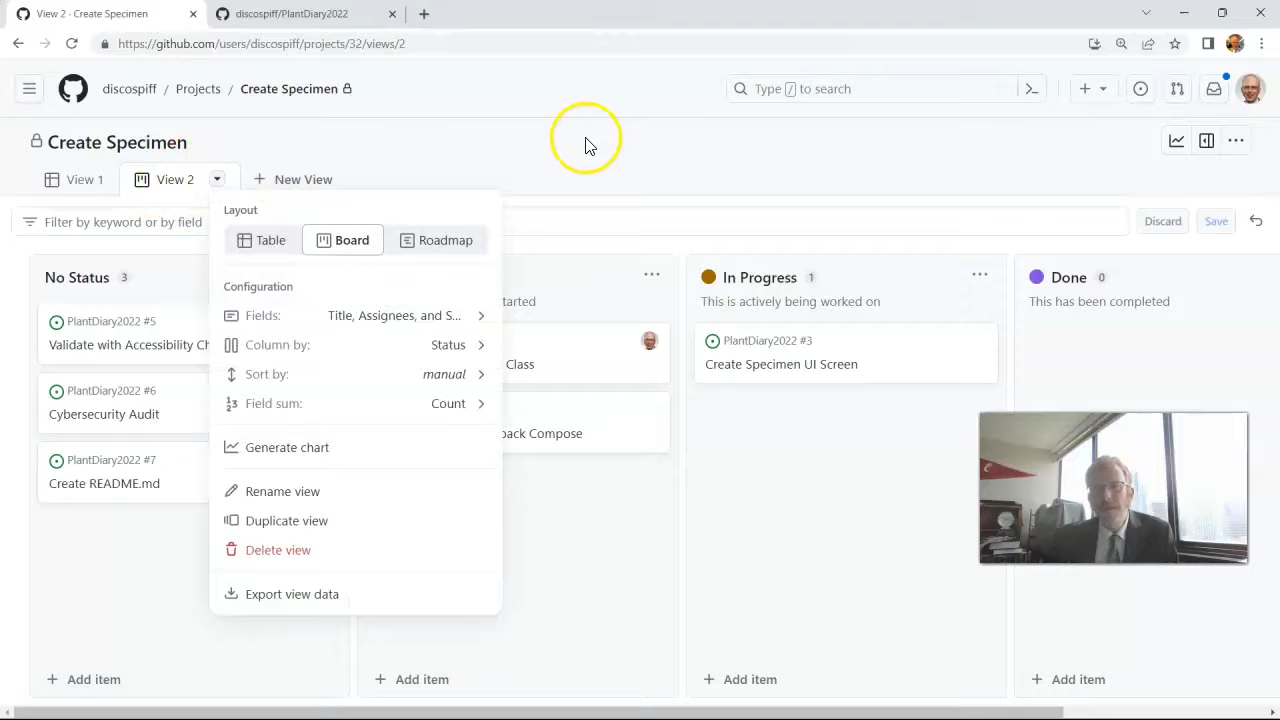 View 2 · Create Specimen
discospiff/PlantDiary2022
https://github.com/users/discospiff/projects/32/views/2
discospiff / Projects / Create Specimen
Type / to search
Create Specimen
View 1
View 2
New View
Filter by keyword or by field
Discard
Save
Layout
Table
Board
Roadmap
Configuration
Fields: Title, Assignees, and S...
Column by: Status
Sort by: manual
Field sum: Count
Generate chart
Rename view
Duplicate view
Delete view
Export view data
No Status 3
PlantDiary2022 #5
Validate with Accessibility Ch
PlantDiary2022 #6
Cybersecurity Audit
PlantDiary2022 #7
Create README.md
Add item
tarted
Class
back Compose
Add item
In Progress 1
This is actively being worked on
PlantDiary2022 #3
Create Specimen UI Screen
Add item
Done 0
This has been completed
Add item